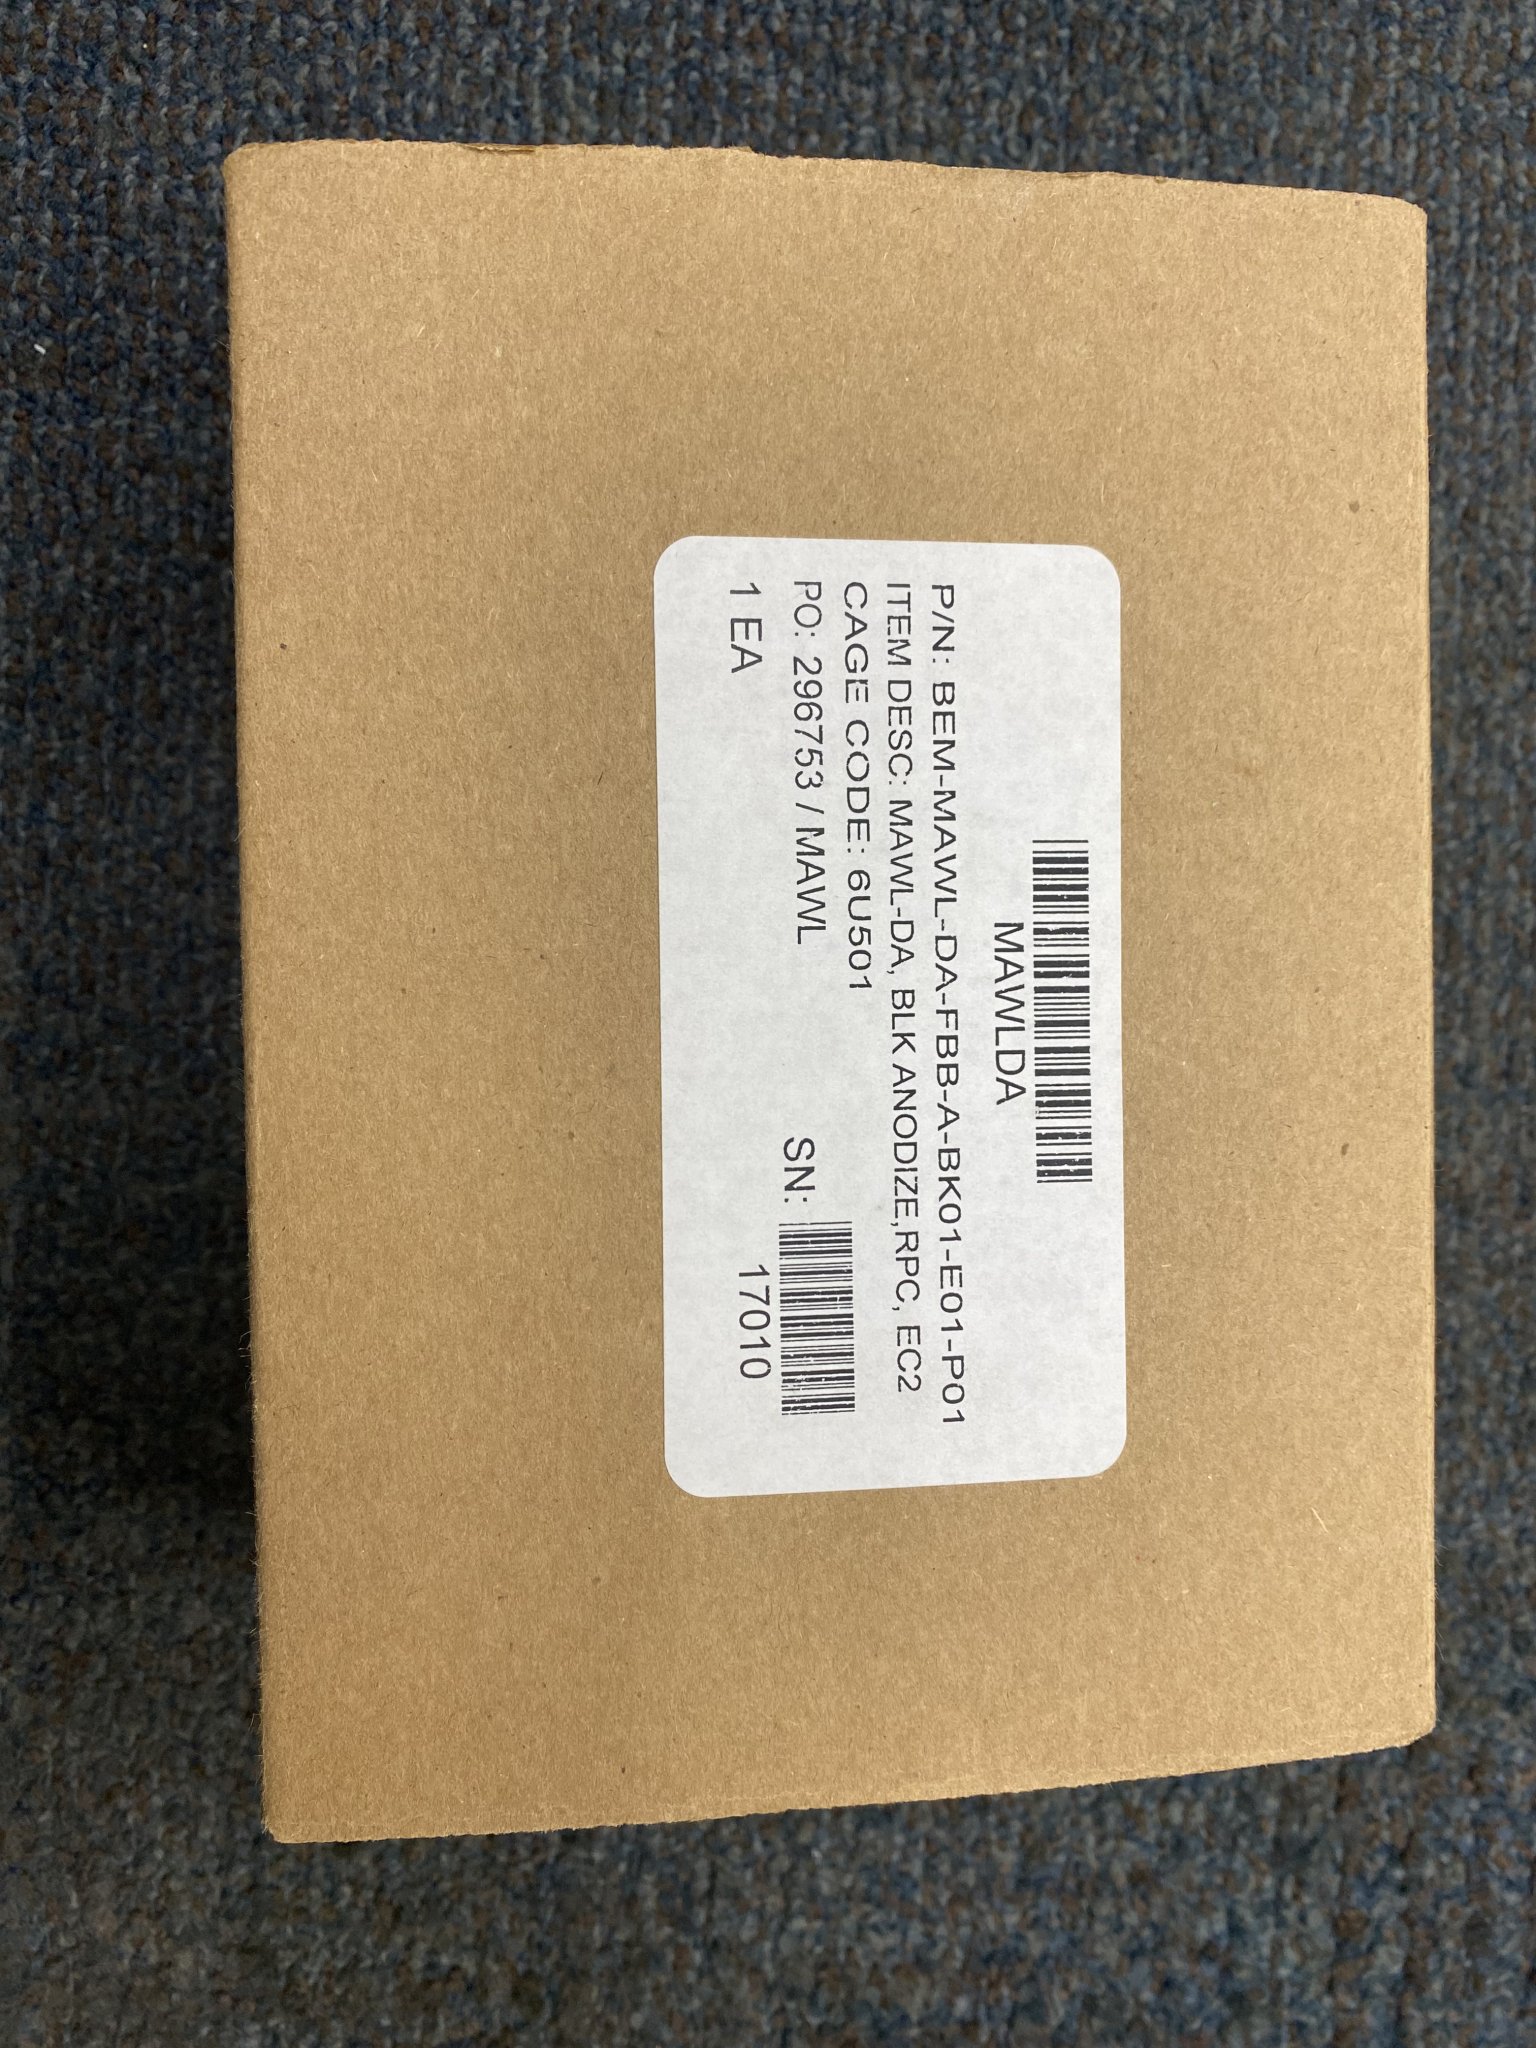 MAWLDA
P/N: BEM-MAWL-DA-FBB-A-BK01-E01-P01
ITEM DESC: MAWL-DA, BLK ANODIZE,RPC, EC2
CAGE CODE: 6U501
PO: 296753 / MAWL
SN:
1 EA
17010